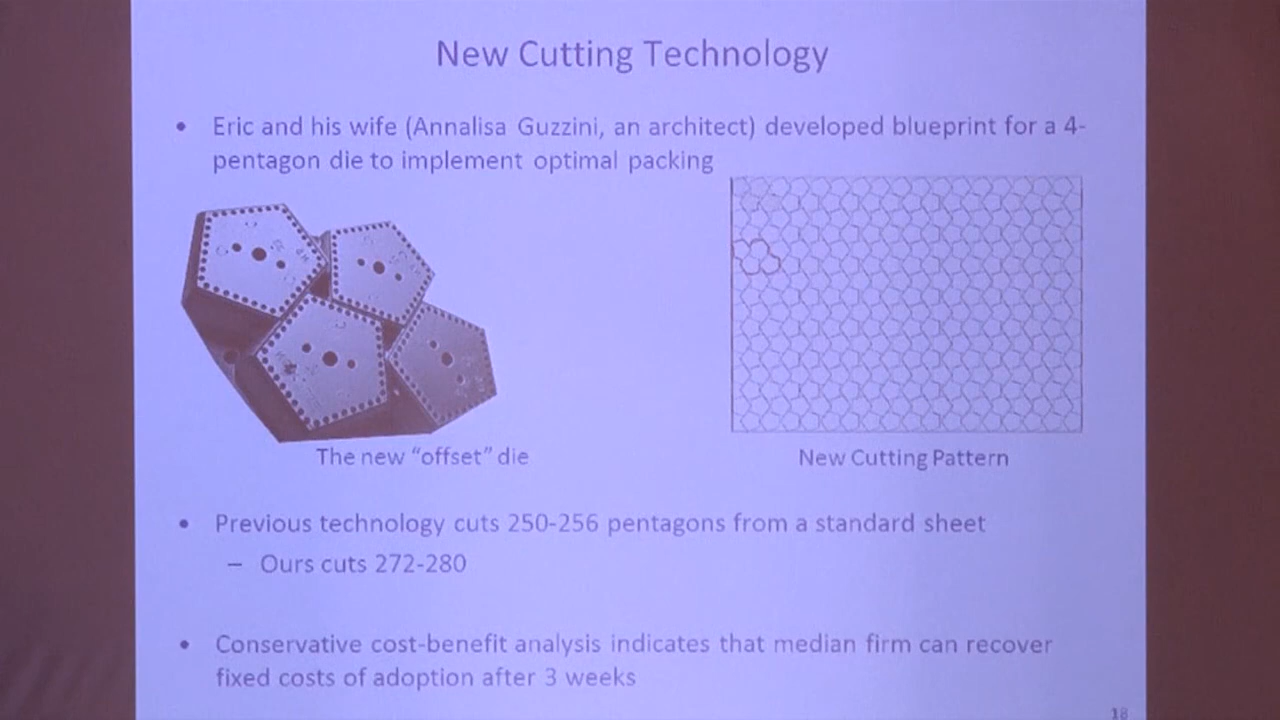 New Cutting Technology
• Eric and his wife (Annalisa Guzzini, an architect) developed blueprint for a 4-
pentagon die to implement optimal packing
The new “offset” die
New Cutting Pattern
• Previous technology cuts 250-256 pentagons from a standard sheet
– Ours cuts 272-280
• Conservative cost-benefit analysis indicates that median firm can recover
fixed costs of adoption after 3 weeks
18